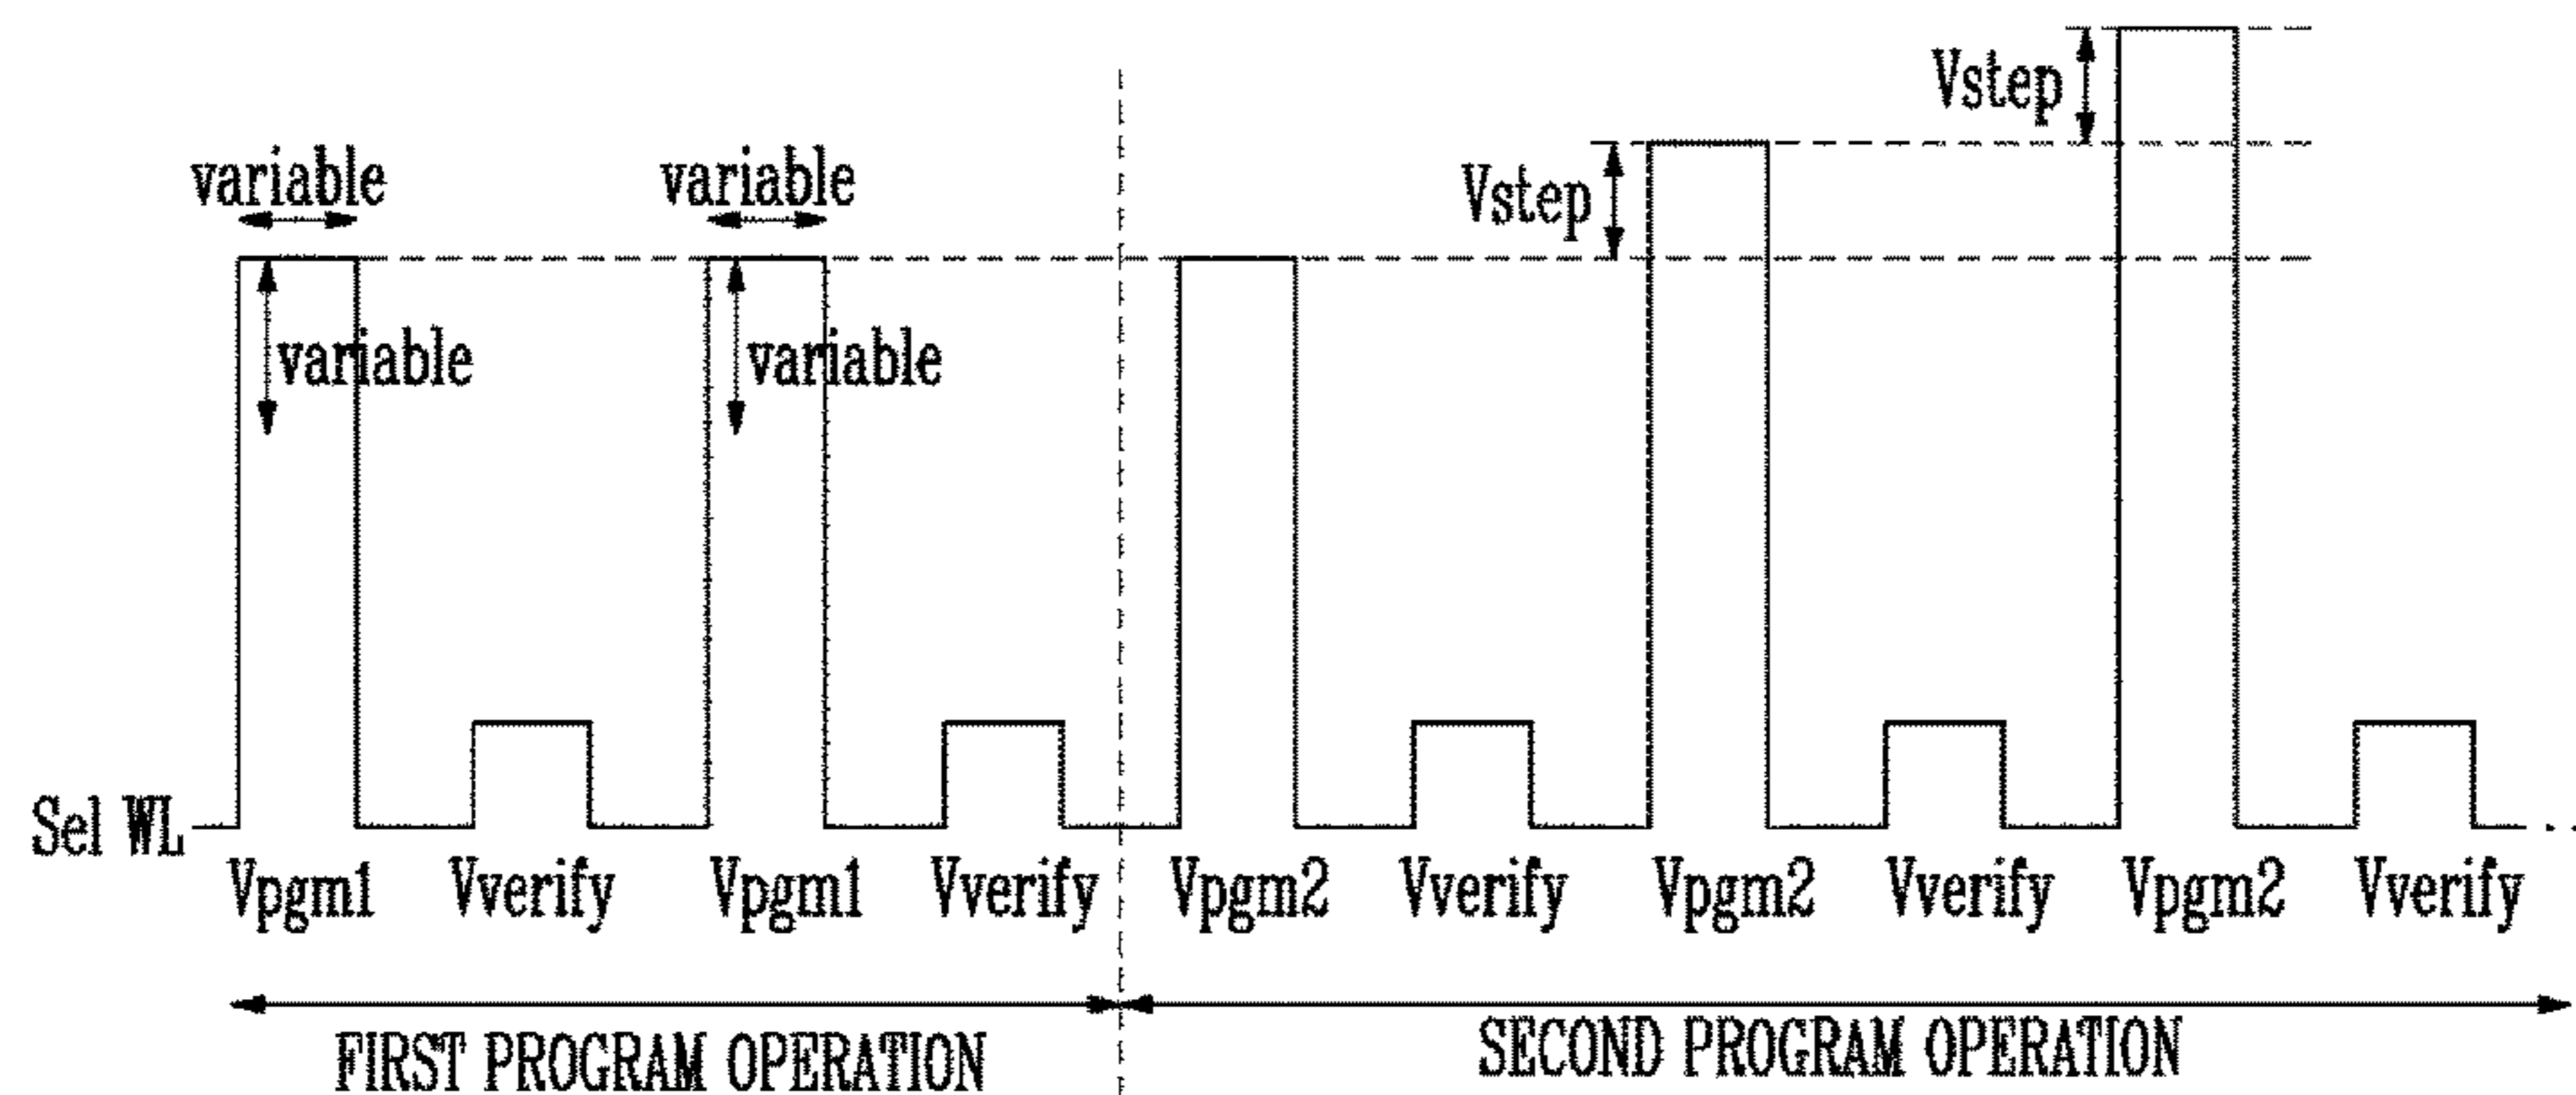 Vstep
Vstep
variable
variable
variable
variable
Sel WL
Vpgm1 Vverify Vpgm1 Vverify Vpgm2 Vverify Vpgm2 Vverify Vpgm2 Vverify
FIRST PROGRAM OPERATION
SECOND PROGRAM OPERATION